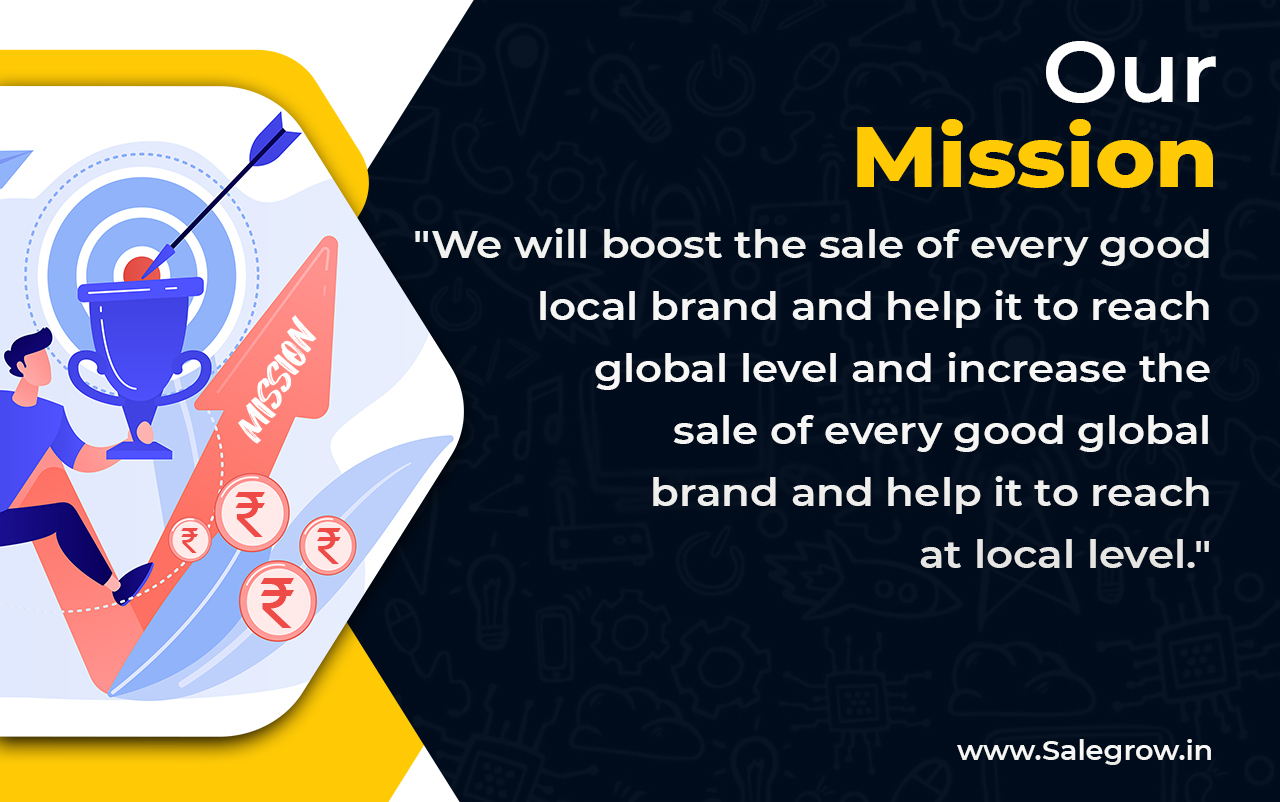 Our
Mission
"We will boost the sale of every good
local brand and help it to reach
global level and increase the
sale of every good global
brand and help it to reach
at local level."
MISSION
₹
₹
₹
₹
www.Salegrow.in